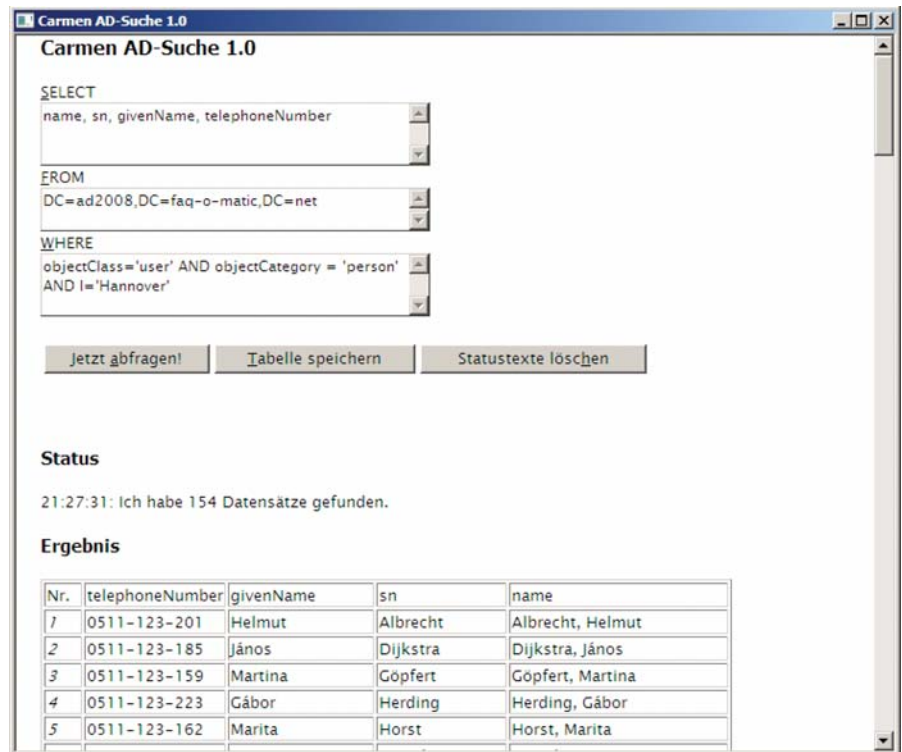 Carmen AD-Suche 1.0
Carmen AD-Suche 1.0
SELECT
name, sn, givenName, telephoneNumber
FROM
DC=ad2008,DC=faq-o-matic,DC=net
WHERE
objectClass='user' AND objectCategory = 'person'
AND l='Hannover'
Jetzt abfragen! Tabelle speichern Statustexte löschen
Status
21:27:31: Ich habe 154 Datensätze gefunden.
Ergebnis
Nr. telephoneNumber givenName sn name
1 0511-123-201 Helmut Albrecht Albrecht, Helmut
2 0511-123-185 János Dijkstra Dijkstra, János
3 0511-123-159 Martina Göpfert Göpfert, Martina
4 0511-123-223 Gábor Herding Herding, Gábor
5 0511-123-162 Marita Horst Horst, Marita